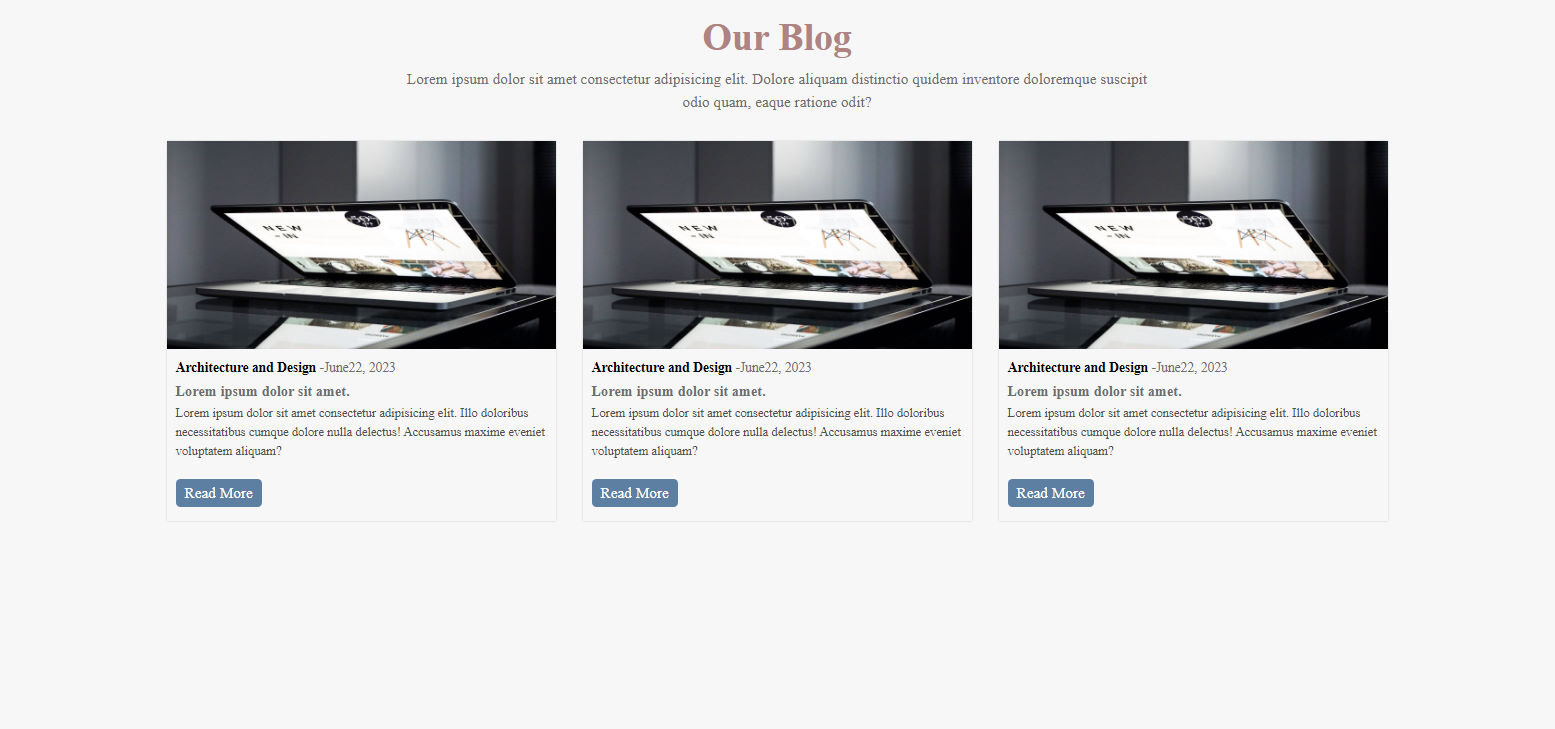 Our Blog
Lorem ipsum dolor sit amet consectetur adipisicing elit. Dolore aliquam distinctio quidem inventore doloremque suscipit
odio quam, eaque ratione odit?
NEW
- IN
NEW
- IN
NEW
- IN
Architecture and Design -June22, 2023
Lorem ipsum dolor sit amet.
Lorem ipsum dolor sit amet consectetur adipisicing elit. Illo doloribus
necessitatibus cumque dolore nulla delectus! Accusamus maxime eveniet
voluptatem aliquam?
Read More
Architecture and Design -June22, 2023
Lorem ipsum dolor sit amet.
Lorem ipsum dolor sit amet consectetur adipisicing elit. Illo doloribus
necessitatibus cumque dolore nulla delectus! Accusamus maxime eveniet
voluptatem aliquam?
Read More
Architecture and Design -June22, 2023
Lorem ipsum dolor sit amet.
Lorem ipsum dolor sit amet consectetur adipisicing elit. Illo doloribus
necessitatibus cumque dolore nulla delectus! Accusamus maxime eveniet
voluptatem aliquam?
Read More